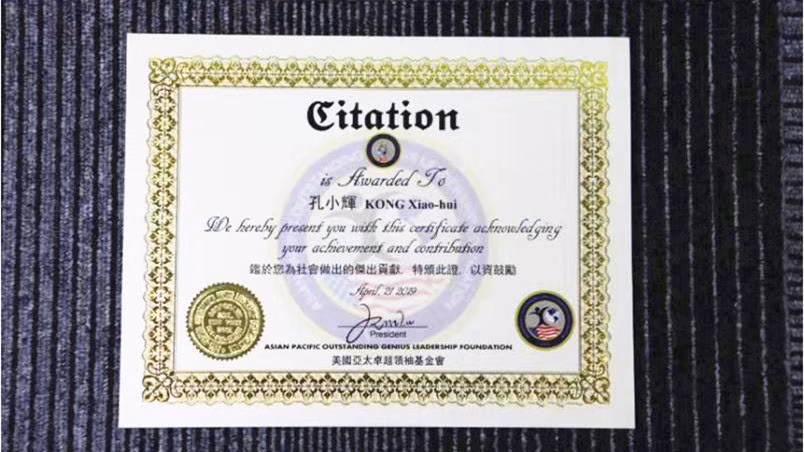 Citation
is Awarded To
孔小輝 KONG Xiao-hui
We hereby present you with this certificate acknowledging
your achievement and contribution
鑑於您為社會做出的傑出貢獻，特頒此證，以資鼓勵
April, 21 2019
President
ASIAN PACIFIC OUTSTANDING GENIUS LEADERSHIP FOUNDATION
美國亞太卓越領袖基金會